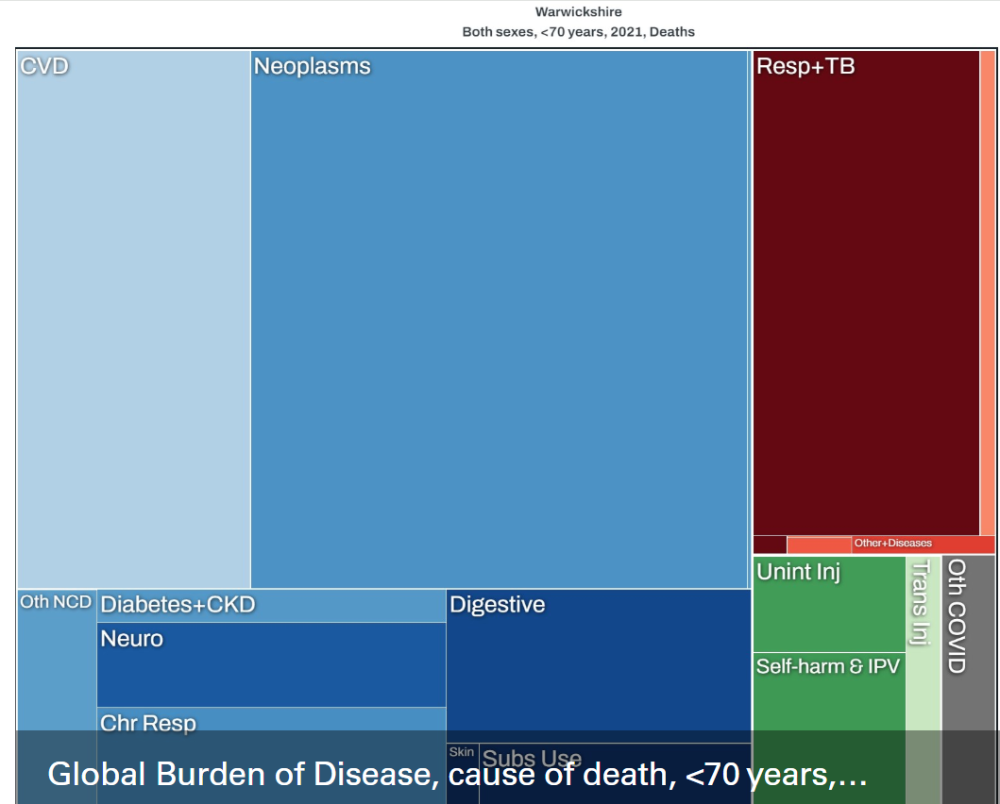 Warwickshire
Both sexes, <70 years, 2021, Deaths
CVD
Neoplasms
Resp+TB
Other+Diseases
Oth NCD
Diabetes+CKD
Digestive
Unint Inj
Trans Inj
Oth COVID
Neuro
Self-harm & IPV
Chr Resp
Skin
Subs Use
Global Burden of Disease, cause of death, <70 years,...